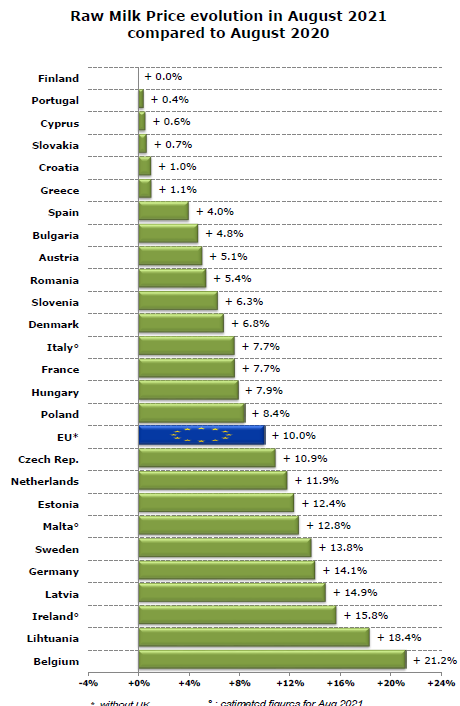 Raw Milk Price evolution in August 2021
compared to August 2020
Finland + 0.0%
Portugal + 0.4%
Cyprus + 0.6%
Slovakia + 0.7%
Croatia + 1.0%
Greece + 1.1%
Spain + 4.0%
Bulgaria + 4.8%
Austria + 5.1%
Romania + 5.4%
Slovenia + 6.3%
Denmark + 6.8%
Italy° + 7.7%
France + 7.7%
Hungary + 7.9%
Poland + 8.4%
EU* + 10.0%
Czech Rep. + 10.9%
Netherlands + 11.9%
Estonia + 12.4%
Malta° + 12.8%
Sweden + 13.8%
Germany + 14.1%
Latvia + 14.9%
Ireland° + 15.8%
Lihtuania + 18.4%
Belgium + 21.2%
-4% +0% +4% +8% +12% +16% +20% +24%
* without UK ° : estimated figures for Aug 2021